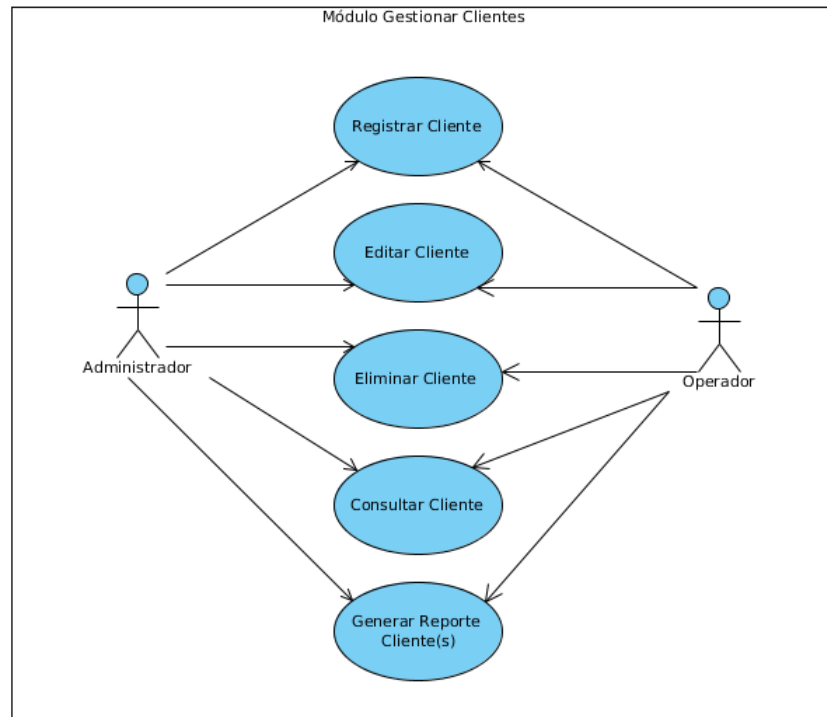 Módulo Gestionar Clientes
Registrar Cliente
Editar Cliente
Administrador
Eliminar Cliente
Operador
Consultar Cliente
Generar Reporte
Cliente(s)